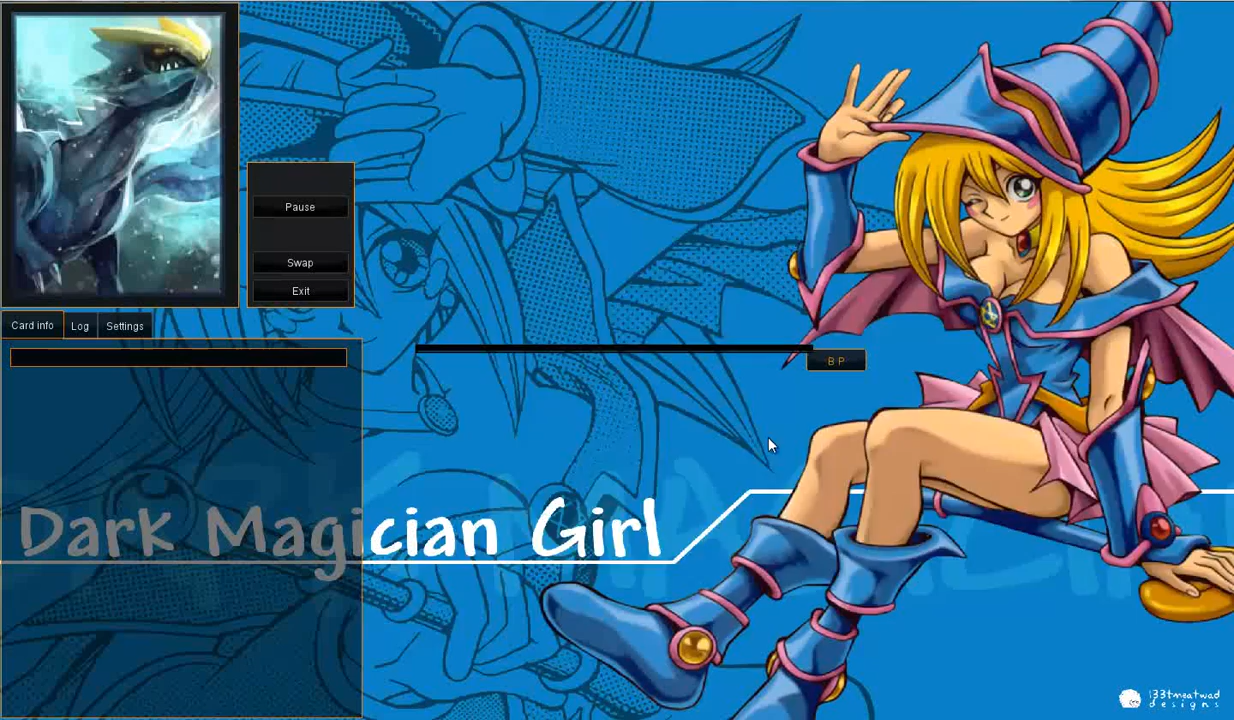 Pause
Swap
Exit
Card info
Log
Settings
B P
Dark Magician Girl
l33tmeatwad
designs